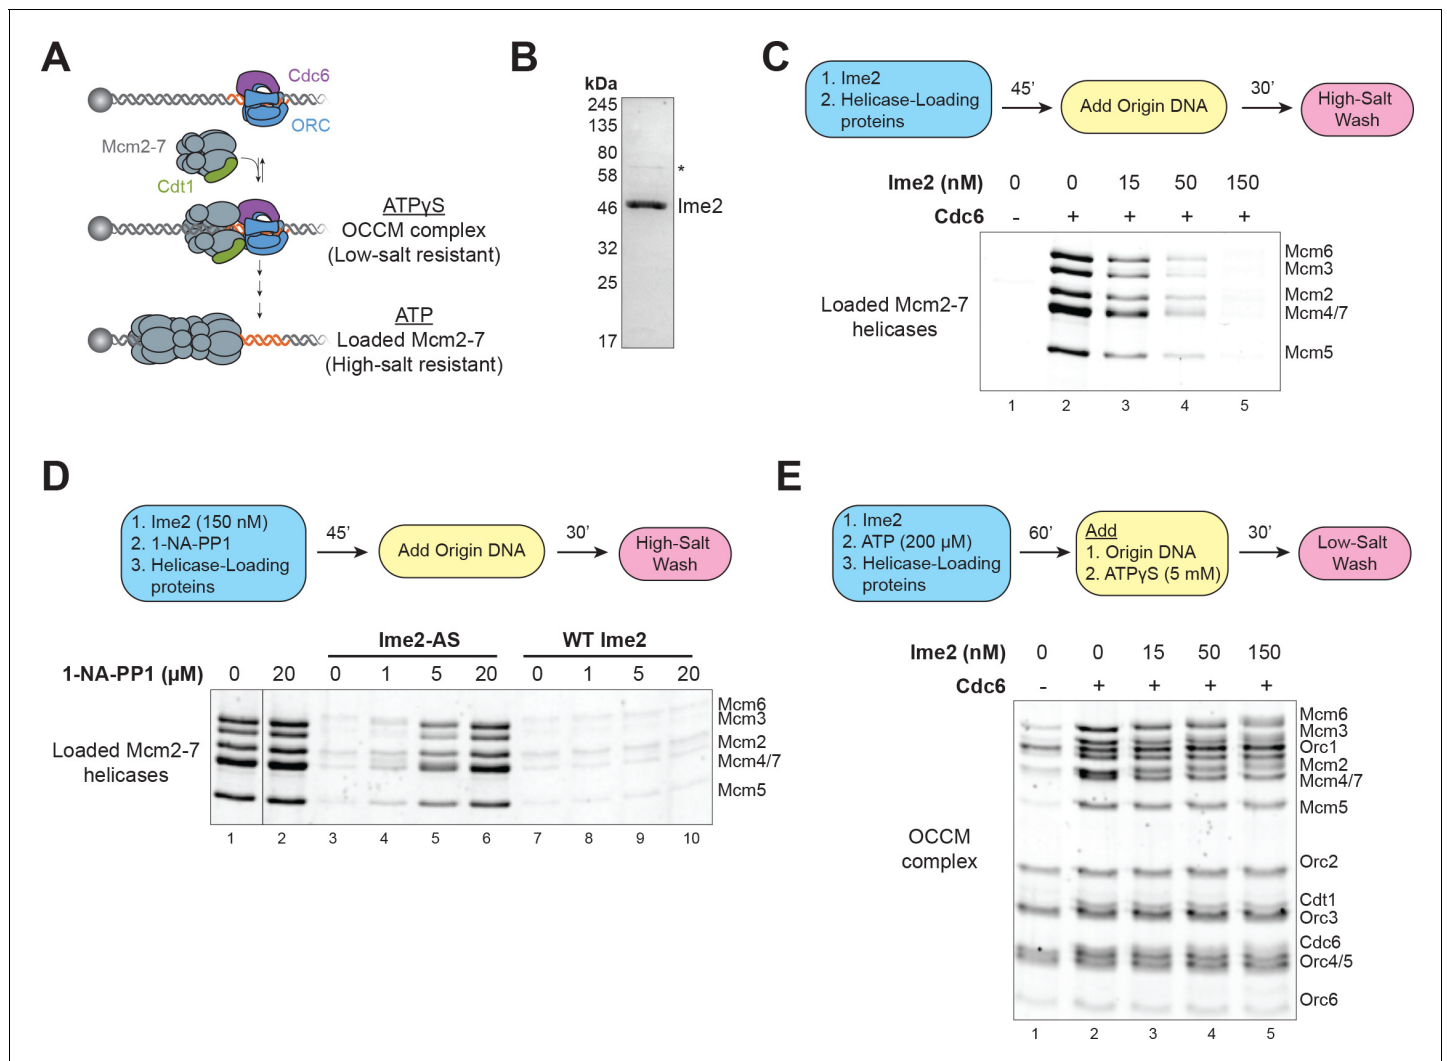 A
Cdc6
ORC
Mcm2-7
Cdt1
ATPγS
OCCM complex
(Low-salt resistant)
ATP
Loaded Mcm2-7
(High-salt resistant)
B
kDa
245
135
80
58
46
32
25
17
*
Ime2
C
1. Ime2
2. Helicase-Loading
proteins
45'
Add Origin DNA
30'
High-Salt
Wash
Ime2 (nM) 0 0 15 50 150
Cdc6 - + + + +
Loaded Mcm2-7
helicases
Mcm6
Mcm3
Mcm2
Mcm4/7
Mcm5
1 2 3 4 5
D
1. Ime2 (150 nM)
2. 1-NA-PP1
3. Helicase-Loading
proteins
45'
Add Origin DNA
30'
High-Salt
Wash
Ime2-AS WT Ime2
1-NA-PP1 (µM) 0 20 0 1 5 20 0 1 5 20
Loaded Mcm2-7
helicases
Mcm6
Mcm3
Mcm2
Mcm4/7
Mcm5
1 2 3 4 5 6 7 8 9 10
E
1. Ime2
2. ATP (200 µM)
3. Helicase-Loading
proteins
60'
Add
1. Origin DNA
2. ATPγS (5 mM)
30'
Low-Salt
Wash
Ime2 (nM) 0 0 15 50 150
Cdc6 - + + + +
OCCM
complex
Mcm6
Mcm3
Orc1
Mcm2
Mcm4/7
Mcm5
Orc2
Cdt1
Orc3
Cdc6
Orc4/5
Orc6
1 2 3 4 5